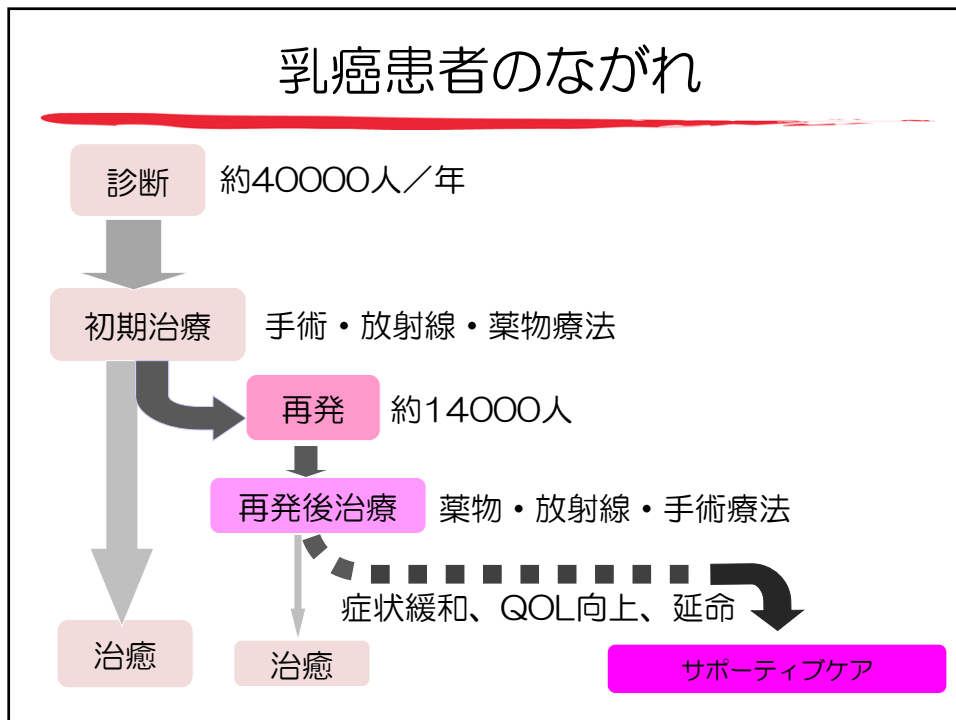 乳癌患者のながれ
診断 約40000人／年
初期治療 手術・放射線・薬物療法
再発 約14000人
再発後治療 薬物・放射線・手術療法
症状緩和、QOL向上、延命
治癒 治癒 サポーティブケア